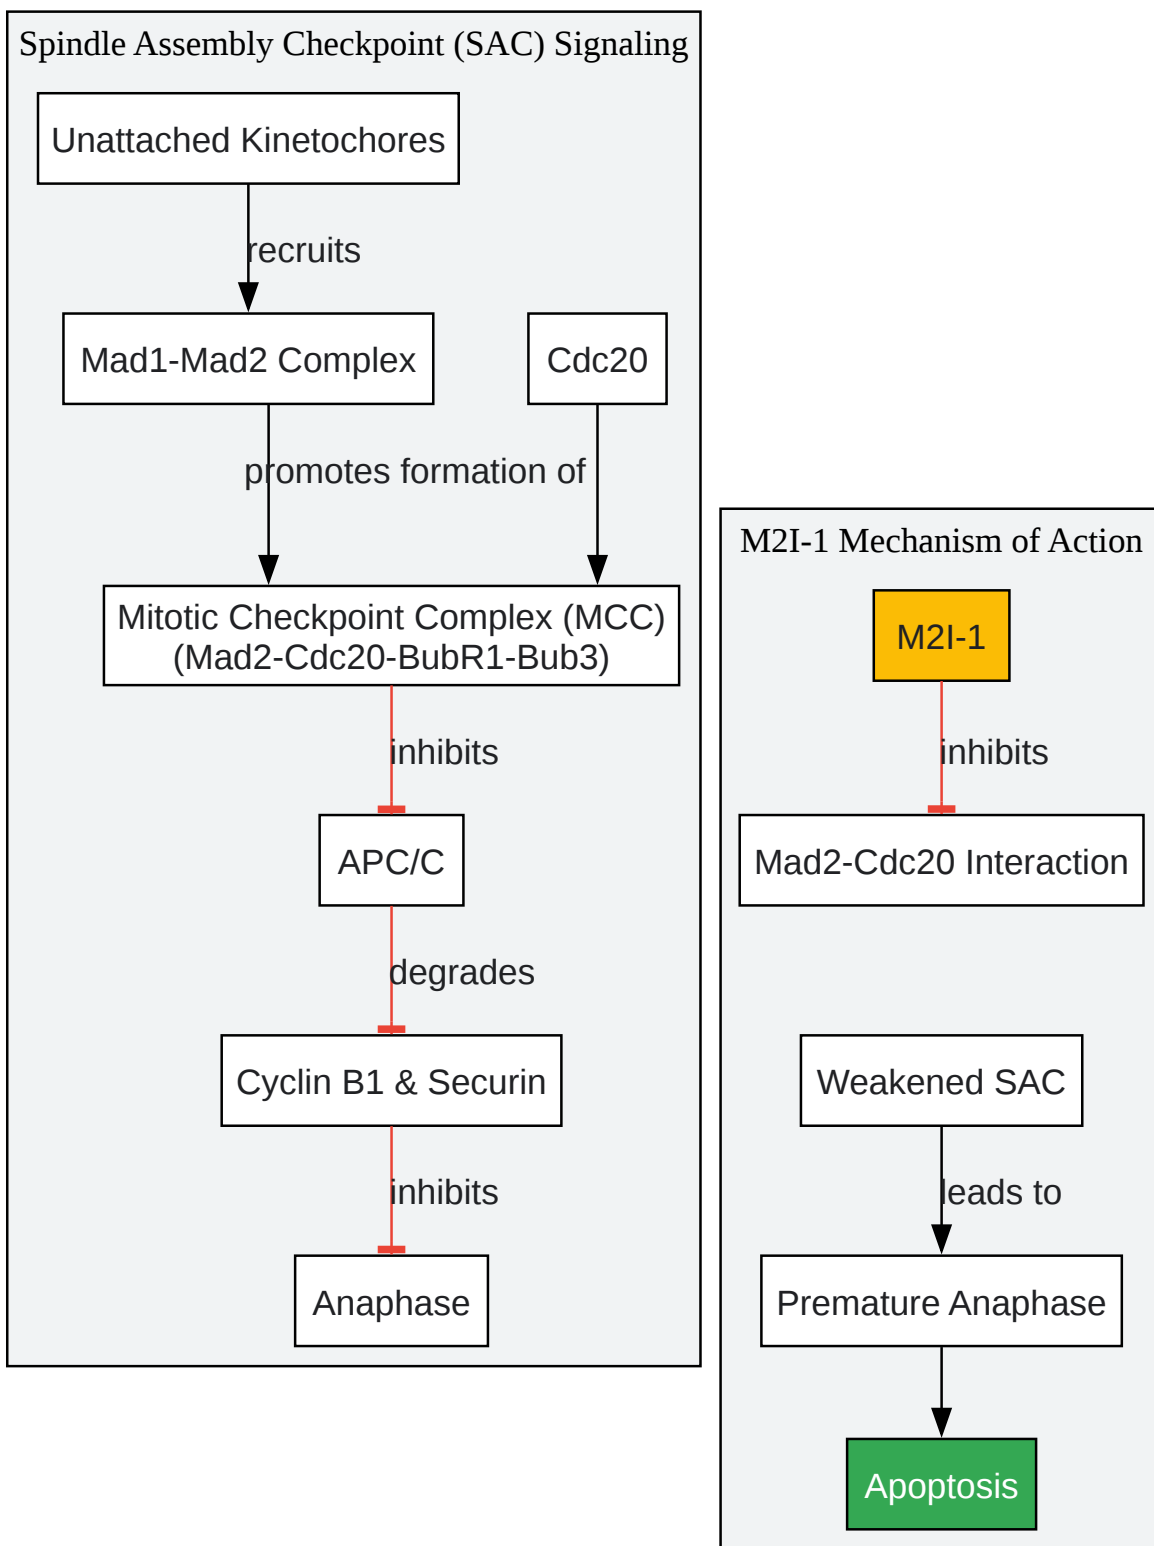 Spindle Assembly Checkpoint (SAC) Signaling
Unattached Kinetochores
recruits
Mad1-Mad2 Complex
Cdc20
promotes formation of
Mitotic Checkpoint Complex (MCC)
(Mad2-Cdc20-BubR1-Bub3)
inhibits
APC/C
degrades
Cyclin B1 & Securin
inhibits
Anaphase
M2I-1 Mechanism of Action
M2I-1
inhibits
Mad2-Cdc20 Interaction
Weakened SAC
leads to
Premature Anaphase
Apoptosis